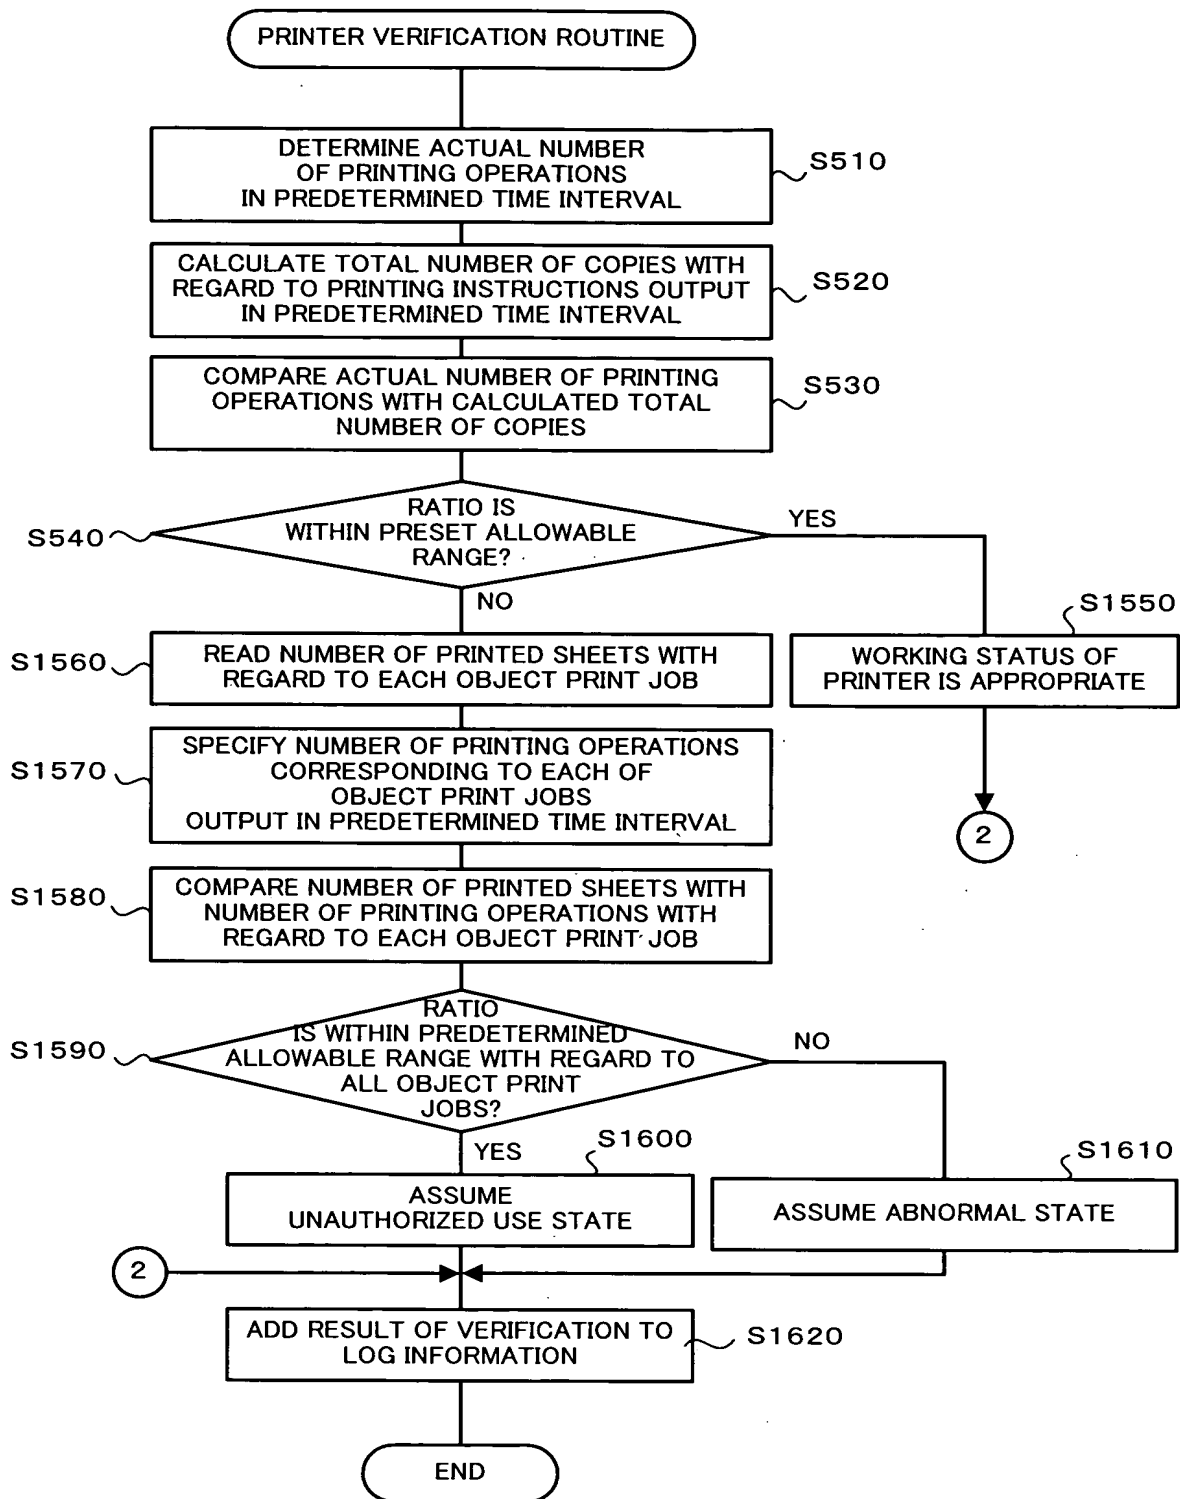 PRINTER VERIFICATION ROUTINE
DETERMINE ACTUAL NUMBER
OF PRINTING OPERATIONS
IN PREDETERMINED TIME INTERVAL
S510
CALCULATE TOTAL NUMBER OF COPIES WITH
REGARD TO PRINTING INSTRUCTIONS OUTPUT
IN PREDETERMINED TIME INTERVAL
S520
COMPARE ACTUAL NUMBER OF PRINTING
OPERATIONS WITH CALCULATED TOTAL
NUMBER OF COPIES
S530
S540
RATIO IS
WITHIN PRESET ALLOWABLE
RANGE?
YES
NO
S1550
WORKING STATUS OF
PRINTER IS APPROPRIATE
2
S1560
READ NUMBER OF PRINTED SHEETS WITH
REGARD TO EACH OBJECT PRINT JOB
S1570
SPECIFY NUMBER OF PRINTING OPERATIONS
CORRESPONDING TO EACH OF
OBJECT PRINT JOBS
OUTPUT IN PREDETERMINED TIME INTERVAL
S1580
COMPARE NUMBER OF PRINTED SHEETS WITH
NUMBER OF PRINTING OPERATIONS WITH
REGARD TO EACH OBJECT PRINT JOB
S1590
RATIO
IS WITHIN PREDETERMINED
ALLOWABLE RANGE WITH REGARD TO
ALL OBJECT PRINT
JOBS?
NO
YES
S1600
ASSUME
UNAUTHORIZED USE STATE
S1610
ASSUME ABNORMAL STATE
2
ADD RESULT OF VERIFICATION TO
LOG INFORMATION
S1620
END